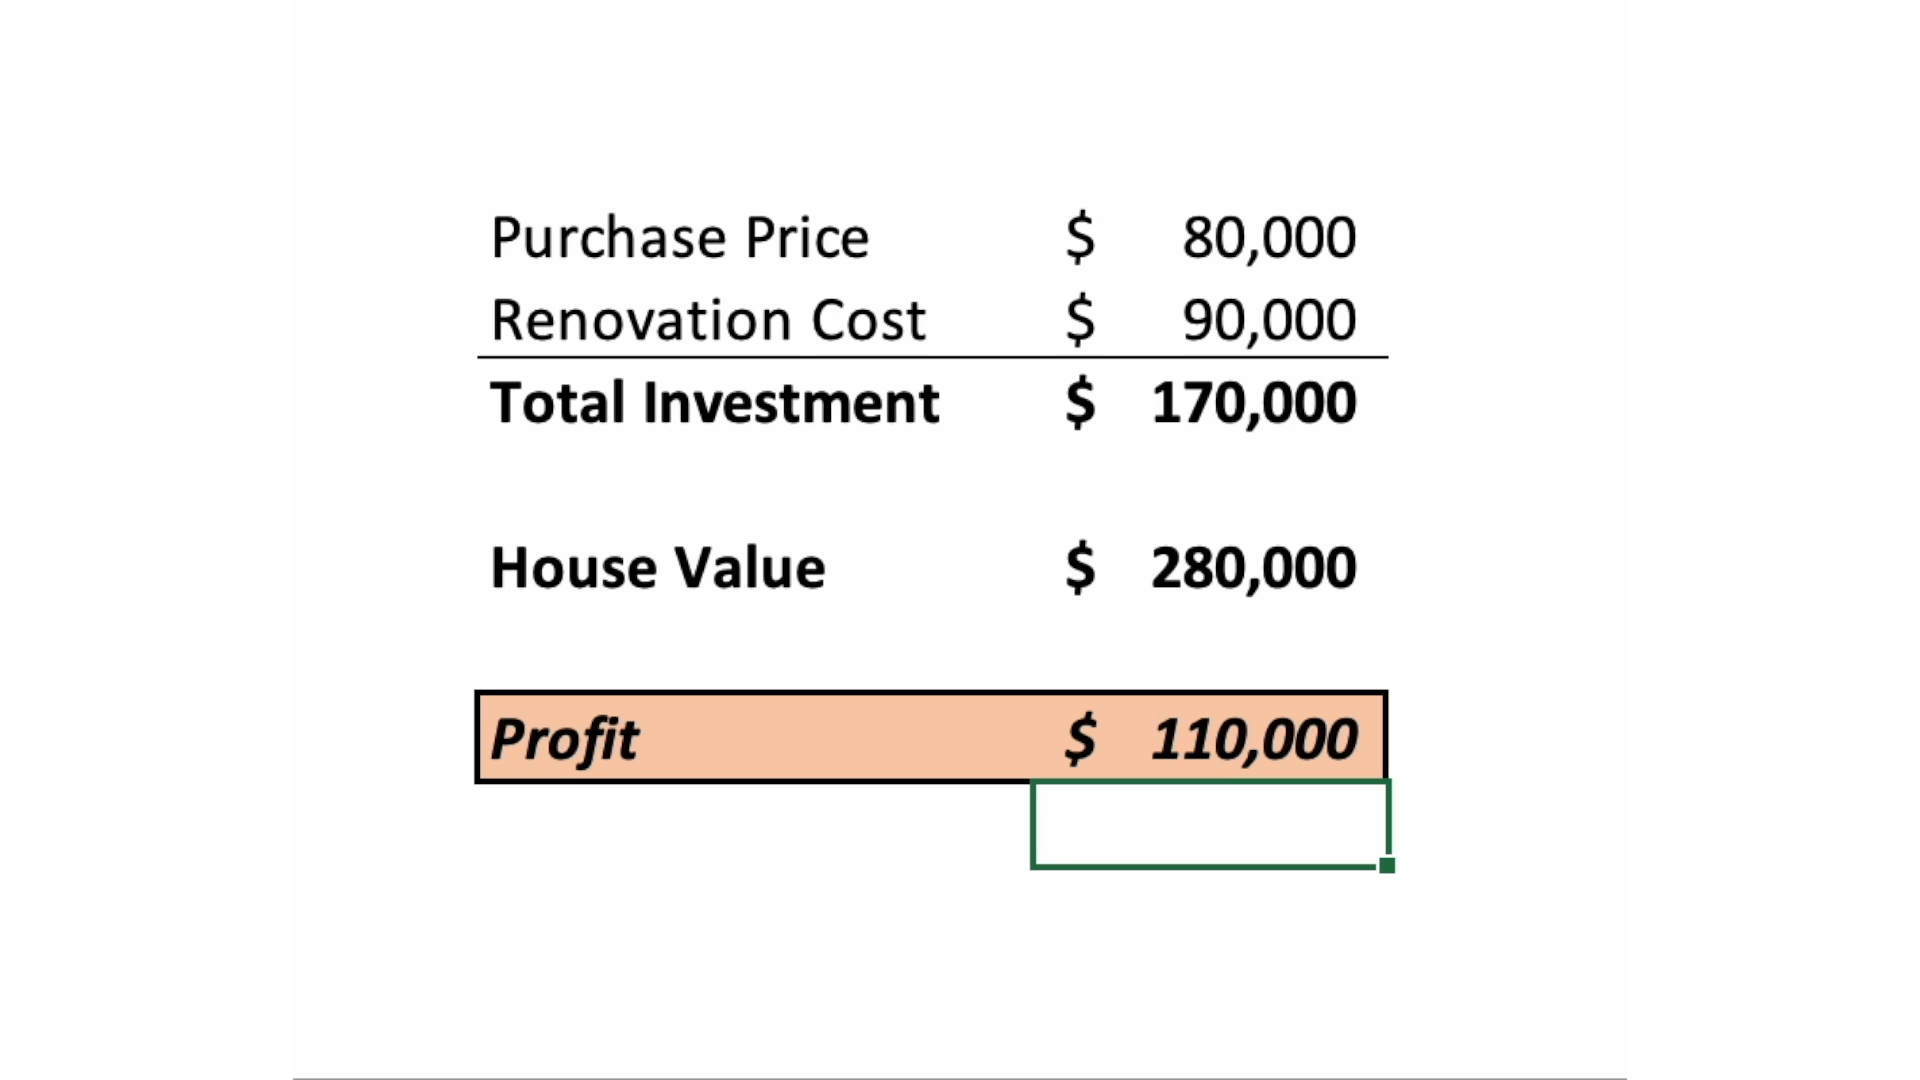 Purchase Price $ 80,000
Renovation Cost $ 90,000
Total Investment $ 170,000
House Value $ 280,000
Profit $ 110,000